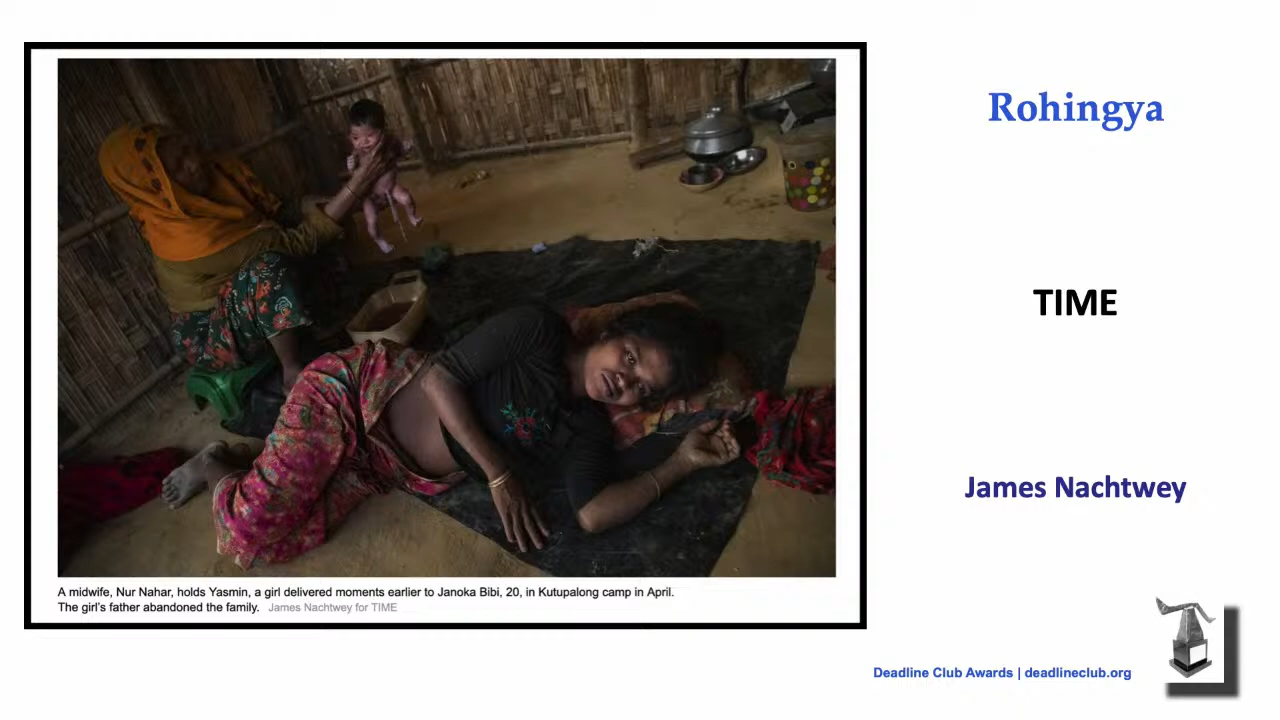 Rohingya
TIME
James Nachtwey
A midwife, Nur Nahar, holds Yasmin, a girl delivered moments earlier to Janoka Bibi, 20, in Kutupalong camp in April.
The girl's father abandoned the family. James Nachtwey for TIME
Deadline Club Awards | deadlineclub.org